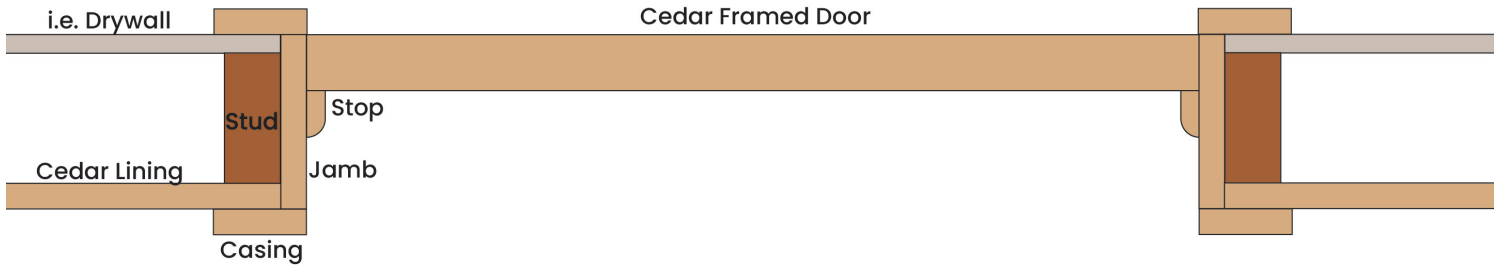 i.e. Drywall
Cedar Framed Door
Stop
Stud
Jamb
Cedar Lining
Casing